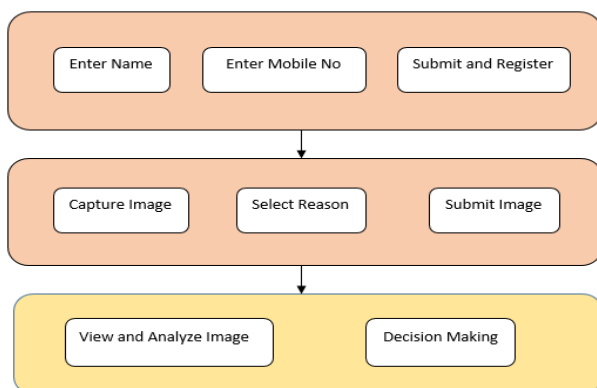 Enter Name
Enter Mobile No
Submit and Register
Capture Image
Select Reason
Submit Image
View and Analyze Image
Decision Making